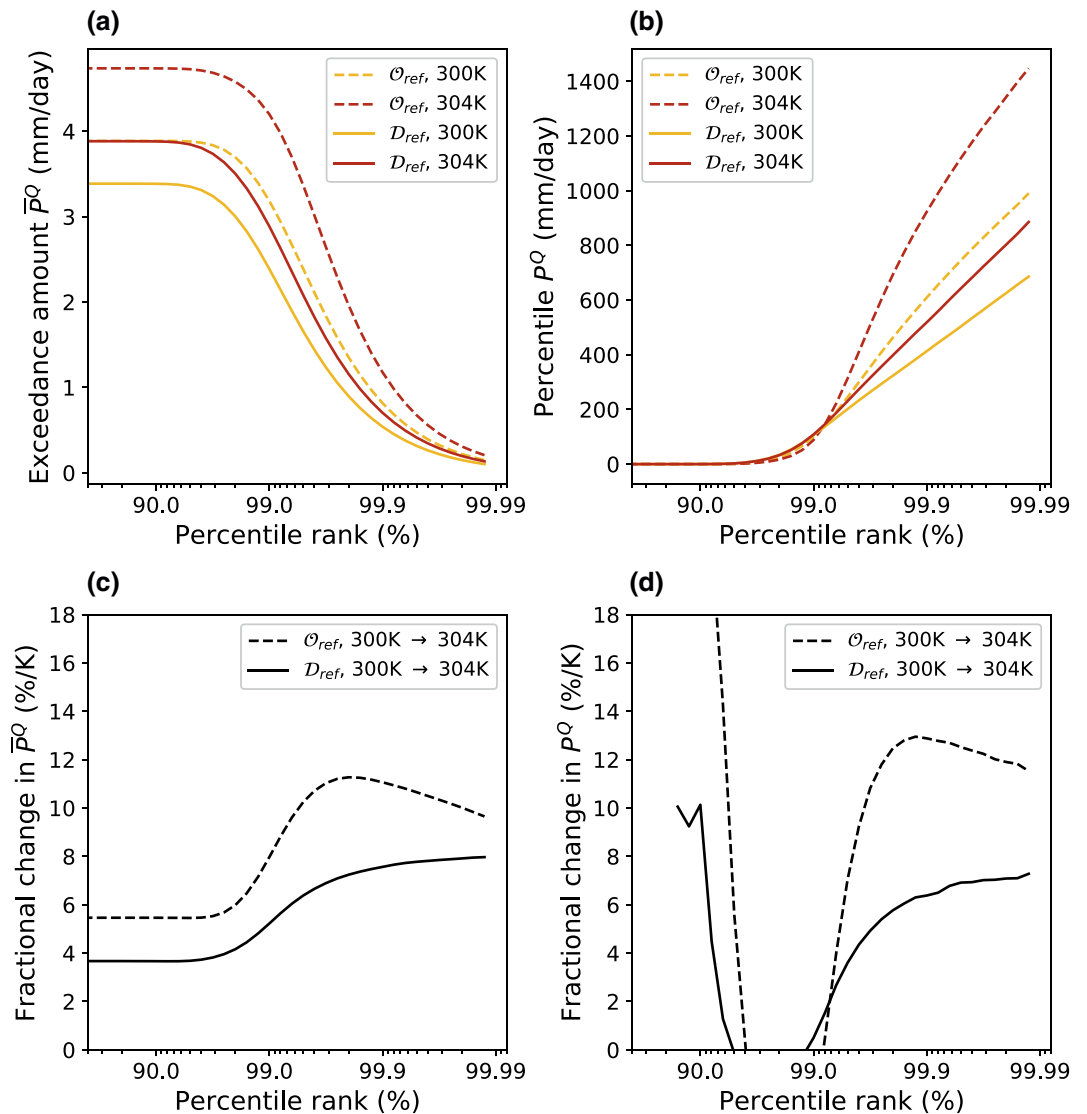 (a)
Exceedance amount P̅^Q (mm/day)
4
3
2
1
0
𝒪ref, 300K
𝒪ref, 304K
𝒟ref, 300K
𝒟ref, 304K
90.0 99.0 99.9 99.99
Percentile rank (%)
(b)
Percentile P^Q (mm/day)
1400
1200
1000
800
600
400
200
0
𝒪ref, 300K
𝒪ref, 304K
𝒟ref, 300K
𝒟ref, 304K
90.0 99.0 99.9 99.99
Percentile rank (%)
(c)
Fractional change in P̅^Q (%/K)
18
16
14
12
10
8
6
4
2
0
𝒪ref, 300K → 304K
𝒟ref, 300K → 304K
90.0 99.0 99.9 99.99
Percentile rank (%)
(d)
Fractional change in P^Q (%/K)
18
16
14
12
10
8
6
4
2
0
𝒪ref, 300K → 304K
𝒟ref, 300K → 304K
90.0 99.0 99.9 99.99
Percentile rank (%)